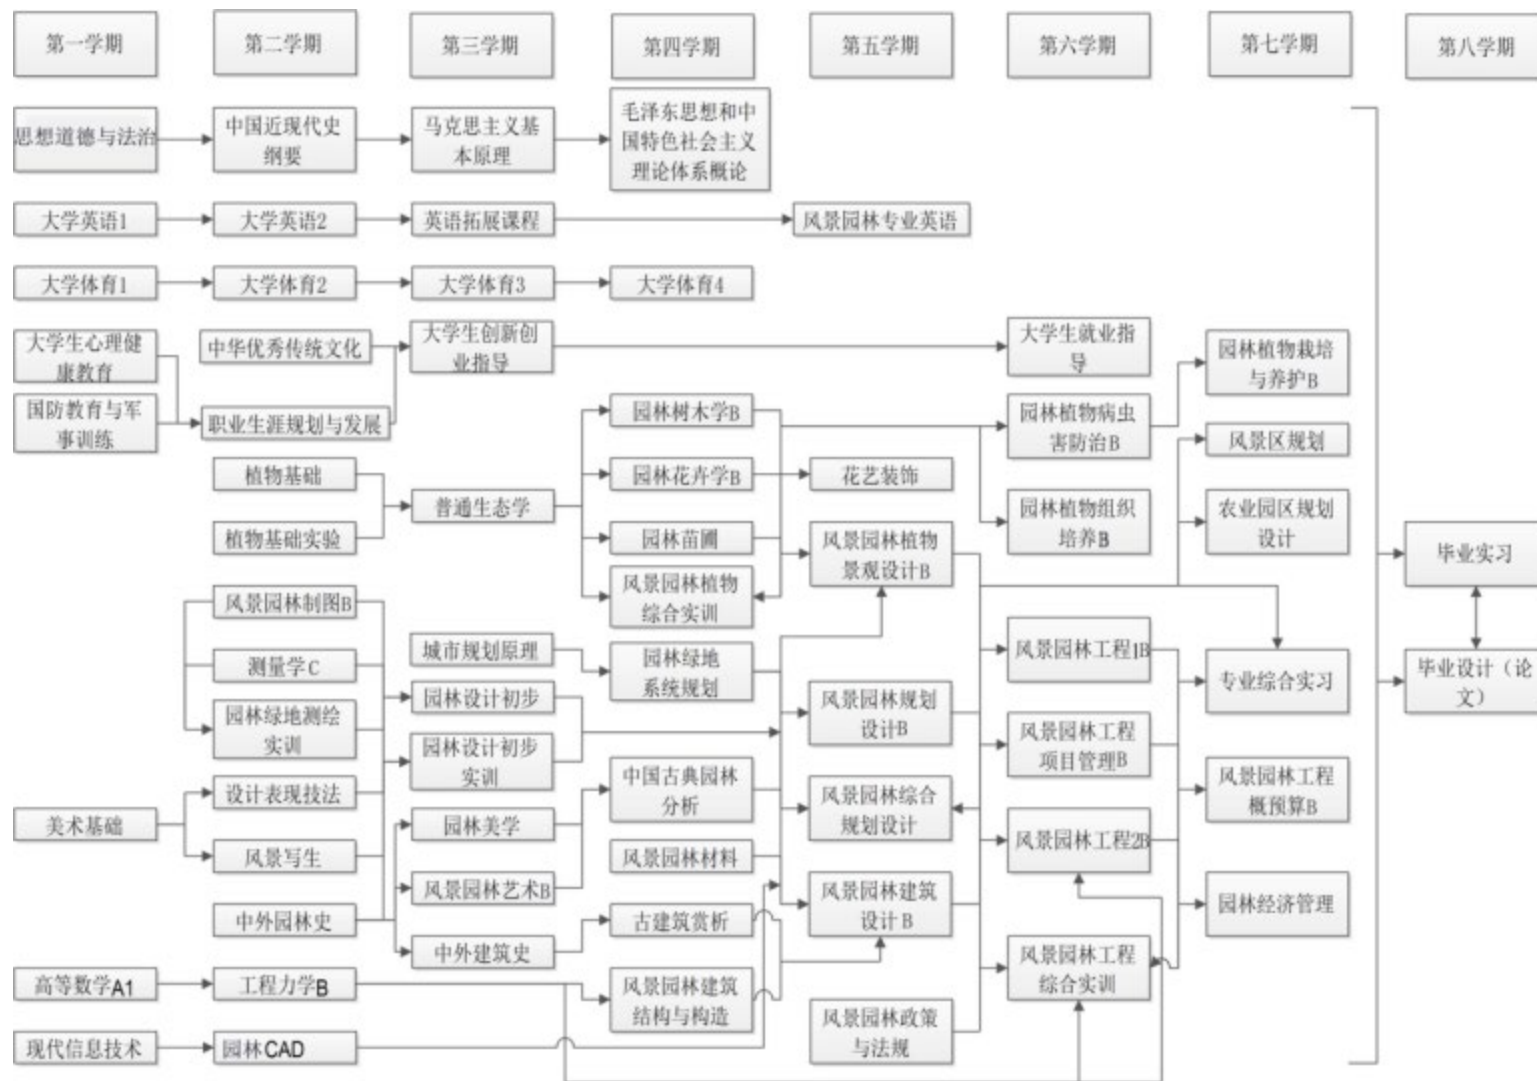 第一学期
第二学期
第三学期
第四学期
第五学期
第六学期
第七学期
第八学期
思想道德与法治
中国近现代史
纲要
马克思主义基
本原理
毛泽东思想和中
国特色社会主义
理论体系概论
大学英语1
大学英语2
英语拓展课程
风景园林专业英语
大学体育1
大学体育2
大学体育3
大学体育4
大学生心理健
康教育
中华优秀传统文化
大学生创新创
业指导
大学生就业指
导
园林植物栽培
与养护B
国防教育与军
事训练
职业生涯规划与发展
园林树木学B
园林植物病虫
害防治B
风景区规划
植物基础
普通生态学
园林花卉学B
花艺装饰
园林植物组织
培养B
农业园区规划
设计
植物基础实验
园林苗圃
风景园林植物
景观设计B
毕业实习
风景园林制图B
风景园林植物
综合实训
测量学C
城市规划原理
园林绿地
系统规划
风景园林工程1B
专业综合实习
毕业设计（论
文）
园林绿地测绘
实训
园林设计初步
风景园林规划
设计B
园林设计初步
实训
风景园林工程
项目管理B
设计表现技法
中国古典园林
分析
风景园林综合
规划设计
风景园林工程
概预算B
美术基础
园林美学
风景园林工程2B
风景写生
风景园林材料
风景园林艺术B
风景园林建筑
设计B
园林经济管理
中外园林史
古建筑赏析
中外建筑史
风景园林工程
综合实训
高等数学A1
工程力学B
风景园林建筑
结构与构造
风景园林政策
与法规
现代信息技术
园林CAD